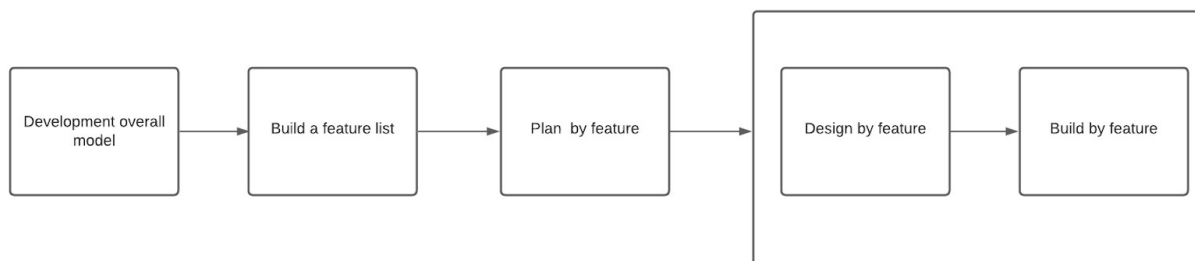 Development overall
model
Build a feature list
Plan  by feature
Design by feature
Build by feature